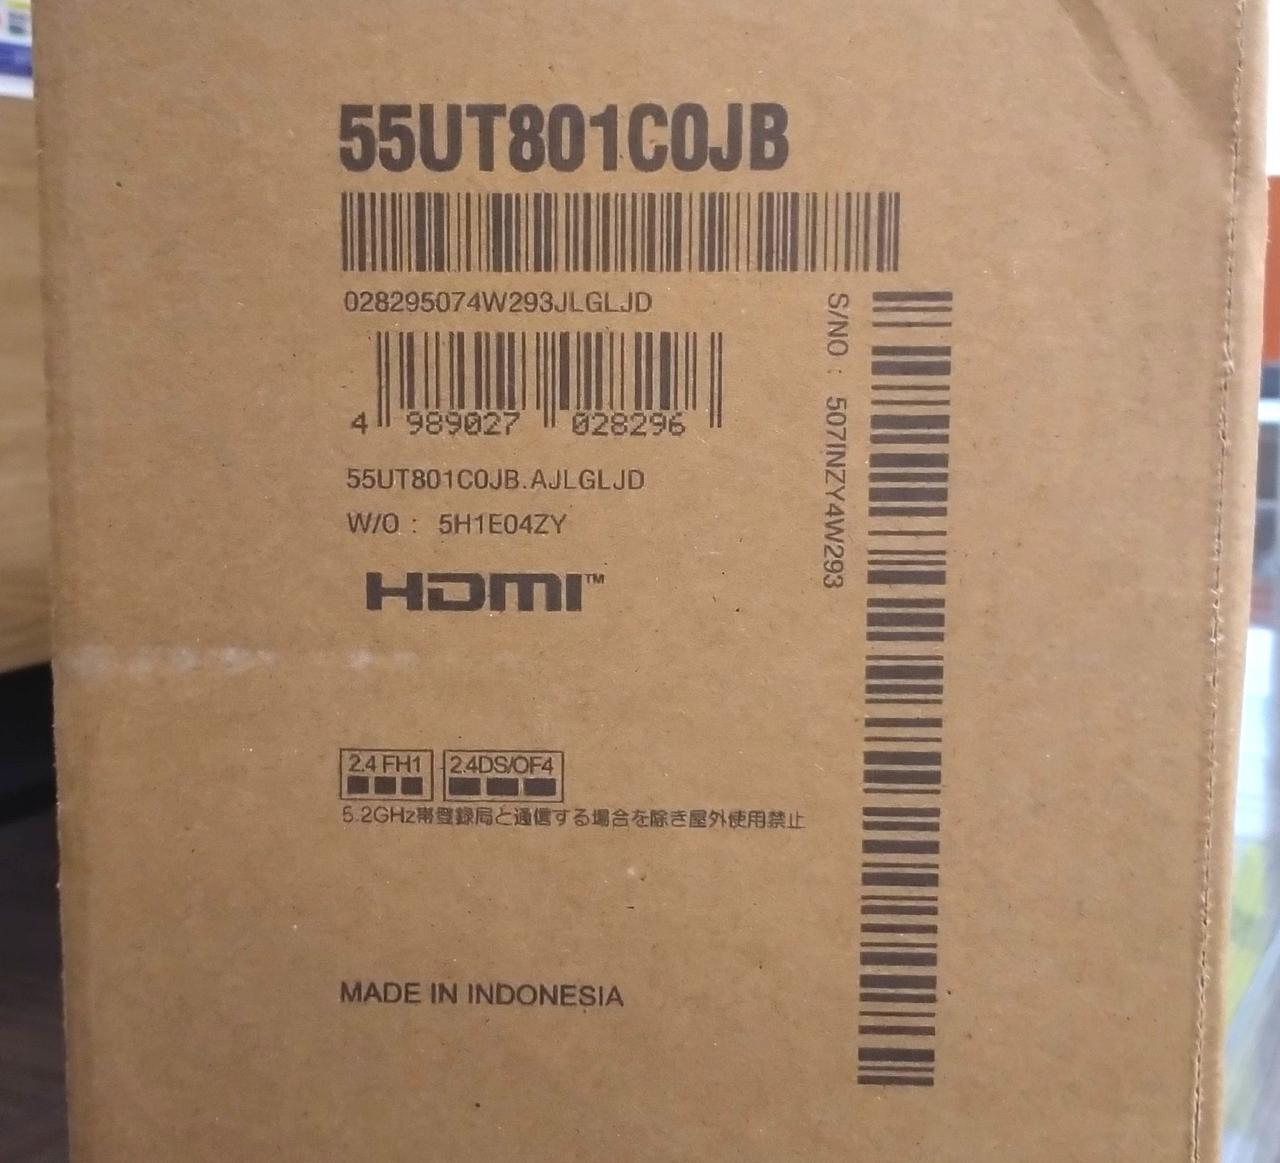 55UT801C0JB
028295074W293JLGLJD
4 989027 028296
55UT801C0JB.AJLGLJD
W/O : 5H1E04ZY
HDMI™
S/NO : 507INZY4W293
2.4 FH1 2.4DS/OF4
5.2GHz帯登録局と通信する場合を除き屋外使用禁止
MADE IN INDONESIA